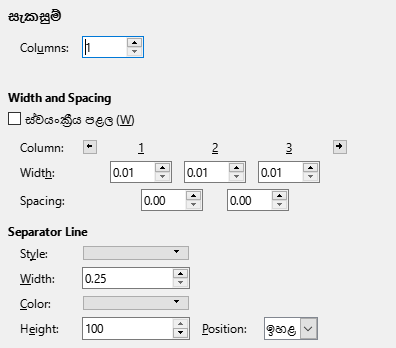 සැකසුම්
Columns: 1
Width and Spacing
ස්වයංක්‍රීය පළල (W)
Column: 1 2 3
Width: 0.01 0.01 0.01
Spacing: 0.00 0.00
Separator Line
Style:
Width: 0.25
Color:
Height: 100 Position: ඉහළ